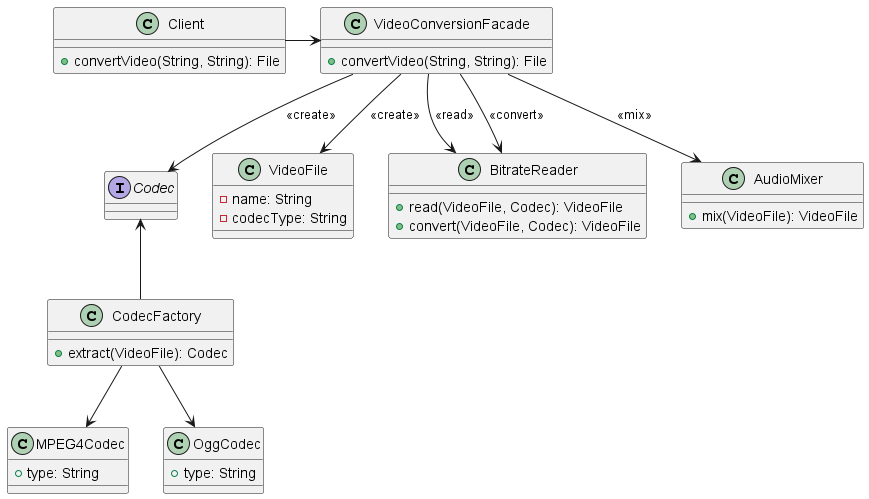 C Client
convertVideo(String, String): File
C VideoConversionFacade
convertVideo(String, String): File
«create»
«create»
«read»
«convert»
«mix»
I Codec
C VideoFile
name: String
codecType: String
C BitrateReader
read(VideoFile, Codec): VideoFile
convert(VideoFile, Codec): VideoFile
C AudioMixer
mix(VideoFile): VideoFile
C CodecFactory
extract(VideoFile): Codec
C MPEG4Codec
type: String
C OggCodec
type: String